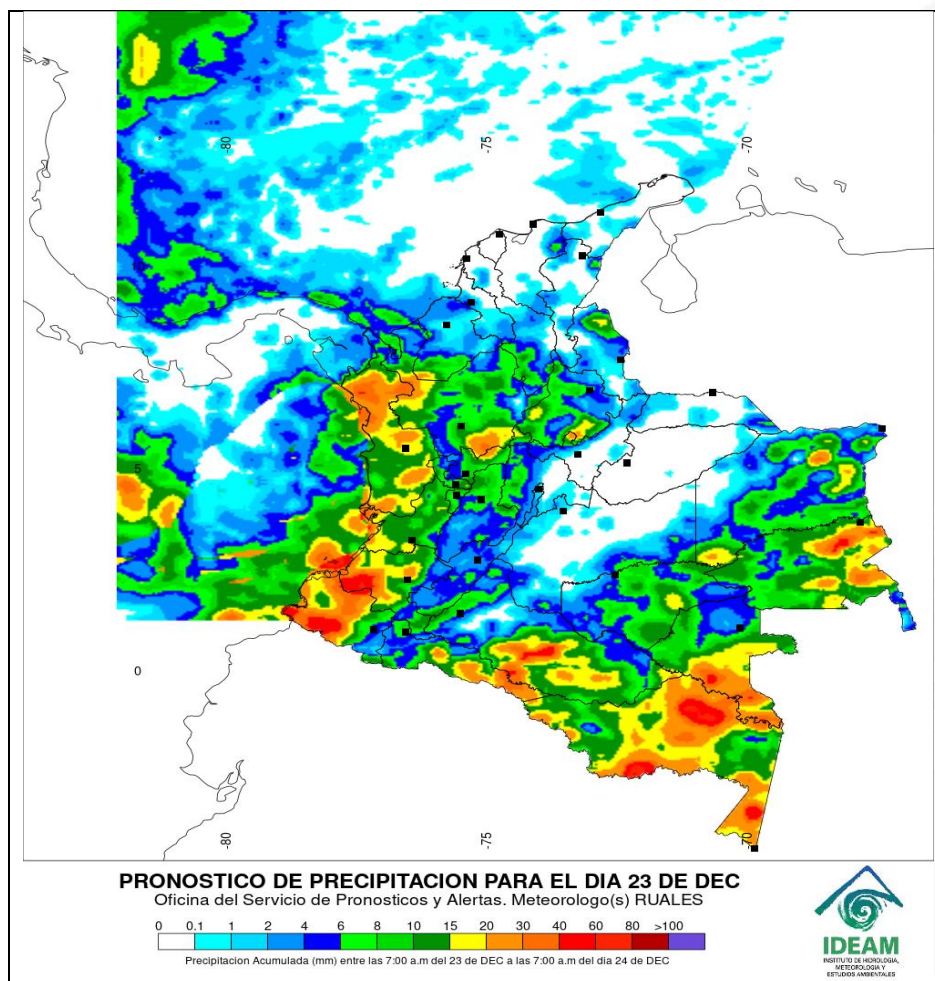 -80
-75
-70
5
0
-80
-75
-70
PRONOSTICO DE PRECIPITACION PARA EL DIA 23 DE DEC
Oficina del Servicio de Pronosticos y Alertas. Meteorologo(s) RUALES
0 0.1 1 2 4 6 8 10 15 20 30 40 60 80 >100
Precipitacion Acumulada (mm) entre las 7:00 a.m del 23 de DEC a las 7:00 a.m del dia 24 de DEC
IDEAM
INSTITUTO DE HIDROLOGIA,
METEOROLOGIA Y
ESTUDIOS AMBIENTALES